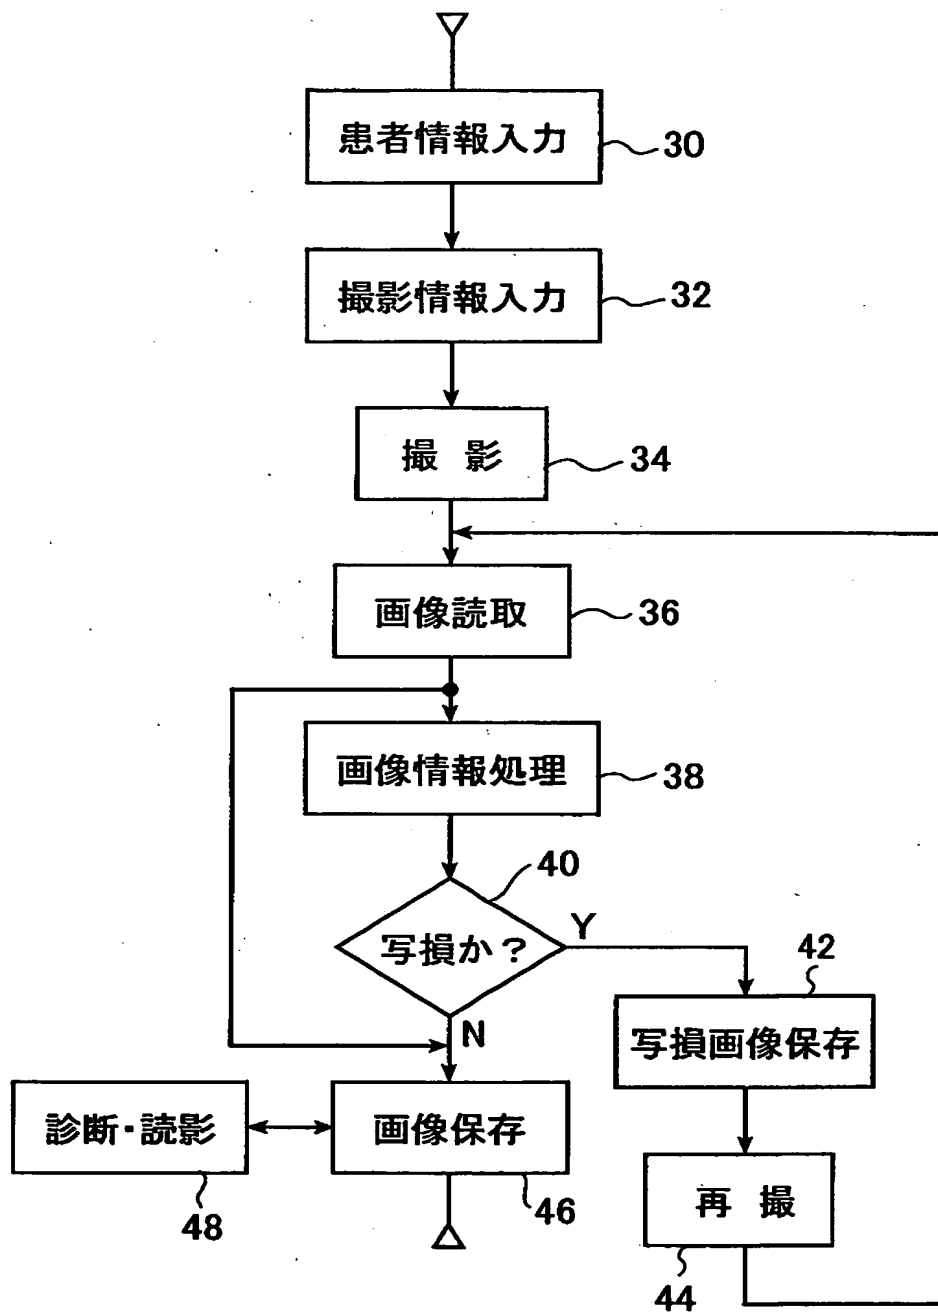 患者情報入力
30
撮影情報入力
32
撮 影
34
画像読取
36
画像情報処理
38
40
写損か?
Y
N
42
写損画像保存
診断・読影
48
画像保存
46
再 撮
44